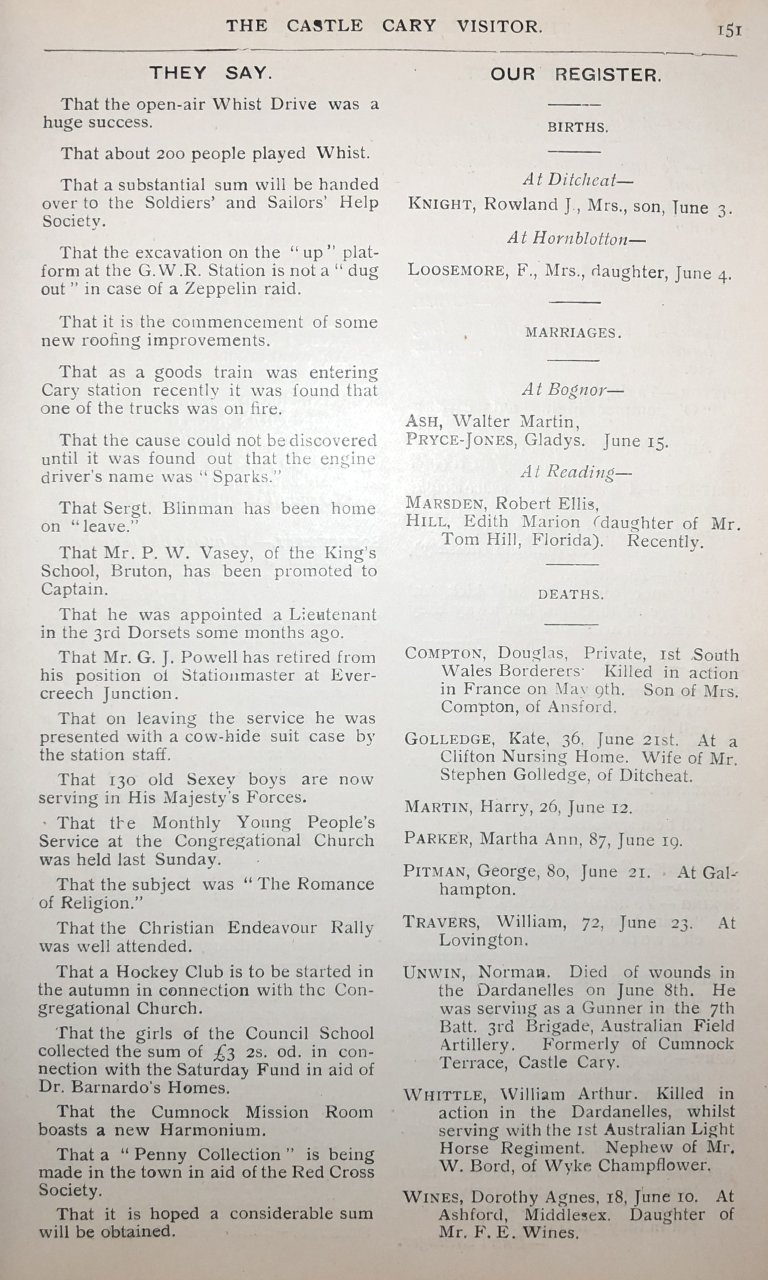 THE CASTLE CARY VISITOR.
151
THEY SAY.
That the open-air Whist Drive was a
huge success.
That about 200 people played Whist.
That a substantial sum will be handed
over to the Soldiers' and Sailors' Help
Society.
That the excavation on the "up" plat-
form at the G.W.R. Station is not a "dug
out" in case of a Zeppelin raid.
That it is the commencement of some
new roofing improvements.
That as a goods train was entering
Cary station recently it was found that
one of the trucks was on fire.
That the cause could not be discovered
until it was found out that the engine
driver's name was "Sparks."
That Sergt. Blinman has been home
on "leave."
That Mr. P. W. Vasey, of the King's
School, Bruton, has been promoted to
Captain.
That he was appointed a Lieutenant
in the 3rd Dorsets some months ago.
That Mr. G. J. Powell has retired from
his position of Stationmaster at Ever-
creech Junction.
That on leaving the service he was
presented with a cow-hide suit case by
the station staff.
That 130 old Sexey boys are now
serving in His Majesty's Forces.
That the Monthly Young People's
Service at the Congregational Church
was held last Sunday.
That the subject was "The Romance
of Religion."
That the Christian Endeavour Rally
was well attended.
That a Hockey Club is to be started in
the autumn in connection with the Con-
gregational Church.
That the girls of the Council School
collected the sum of £3 2s. od. in con-
nection with the Saturday Fund in aid of
Dr. Barnardo's Homes.
That the Cumnock Mission Room
boasts a new Harmonium.
That a "Penny Collection" is being
made in the town in aid of the Red Cross
Society.
That it is hoped a considerable sum
will be obtained.
OUR REGISTER.
BIRTHS.
At Ditcheat—
KNIGHT, Rowland J., Mrs., son, June 3.
At Hornblotton—
LOOSEMORE, F., Mrs., daughter, June 4.
MARRIAGES.
At Bognor—
ASH, Walter Martin,
PRYCE-JONES, Gladys. June 15.
At Reading—
MARSDEN, Robert Ellis,
HILL, Edith Marion (daughter of Mr.
Tom Hill, Florida). Recently.
DEATHS.
COMPTON, Douglas, Private, 1st South
Wales Borderers· Killed in action
in France on May 9th. Son of Mrs.
Compton, of Ansford.
GOLLEDGE, Kate, 36, June 21st. At a
Clifton Nursing Home. Wife of Mr.
Stephen Golledge, of Ditcheat.
MARTIN, Harry, 26, June 12.
PARKER, Martha Ann, 87, June 19.
PITMAN, George, 80, June 21. At Gal-
hampton.
TRAVERS, William, 72, June 23. At
Lovington.
UNWIN, Norman. Died of wounds in
the Dardanelles on June 8th. He
was serving as a Gunner in the 7th
Batt. 3rd Brigade, Australian Field
Artillery. Formerly of Cumnock
Terrace, Castle Cary.
WHITTLE, William Arthur. Killed in
action in the Dardanelles, whilst
serving with the 1st Australian Light
Horse Regiment. Nephew of Mr.
W. Bord, of Wyke Champflower.
WINES, Dorothy Agnes, 18, June 10. At
Ashford, Middlesex. Daughter of
Mr. F. E. Wines.